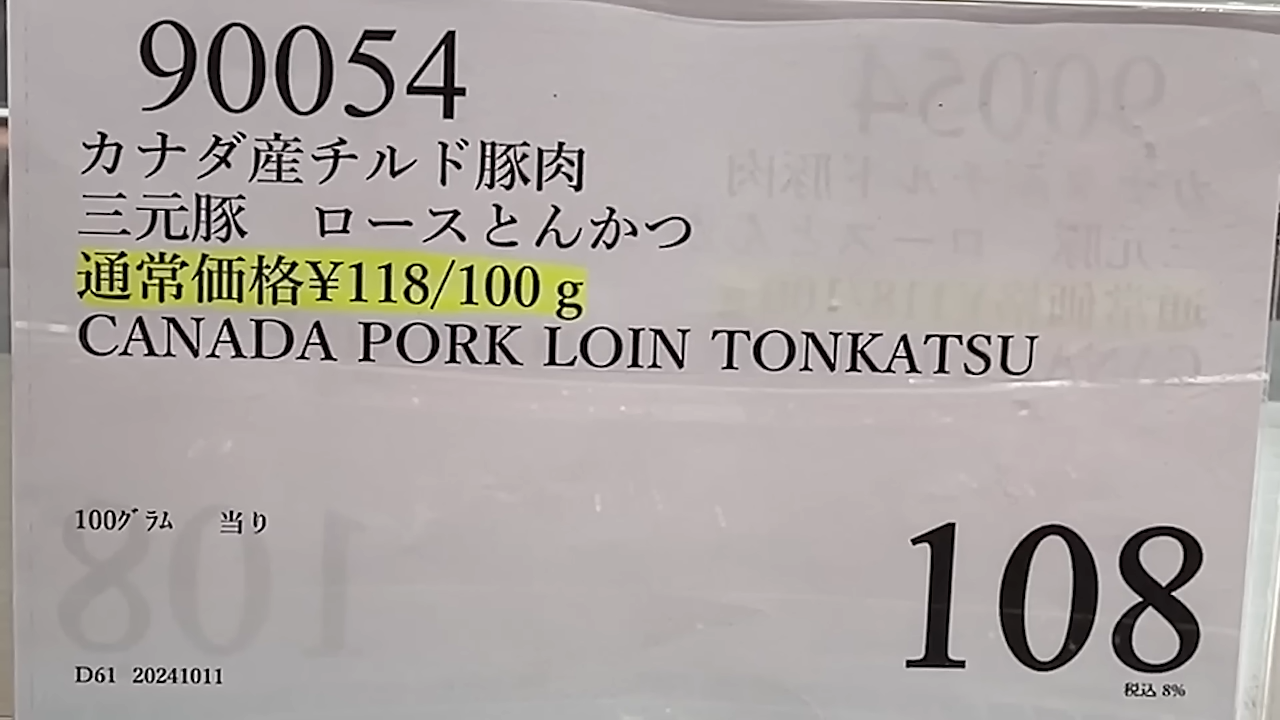 90054
カナダ産チルド豚肉
三元豚　ロースとんかつ
通常価格¥118/100 g
CANADA PORK LOIN TONKATSU
100ｸﾞﾗﾑ　当り
108
税込 8%
D61 20241011